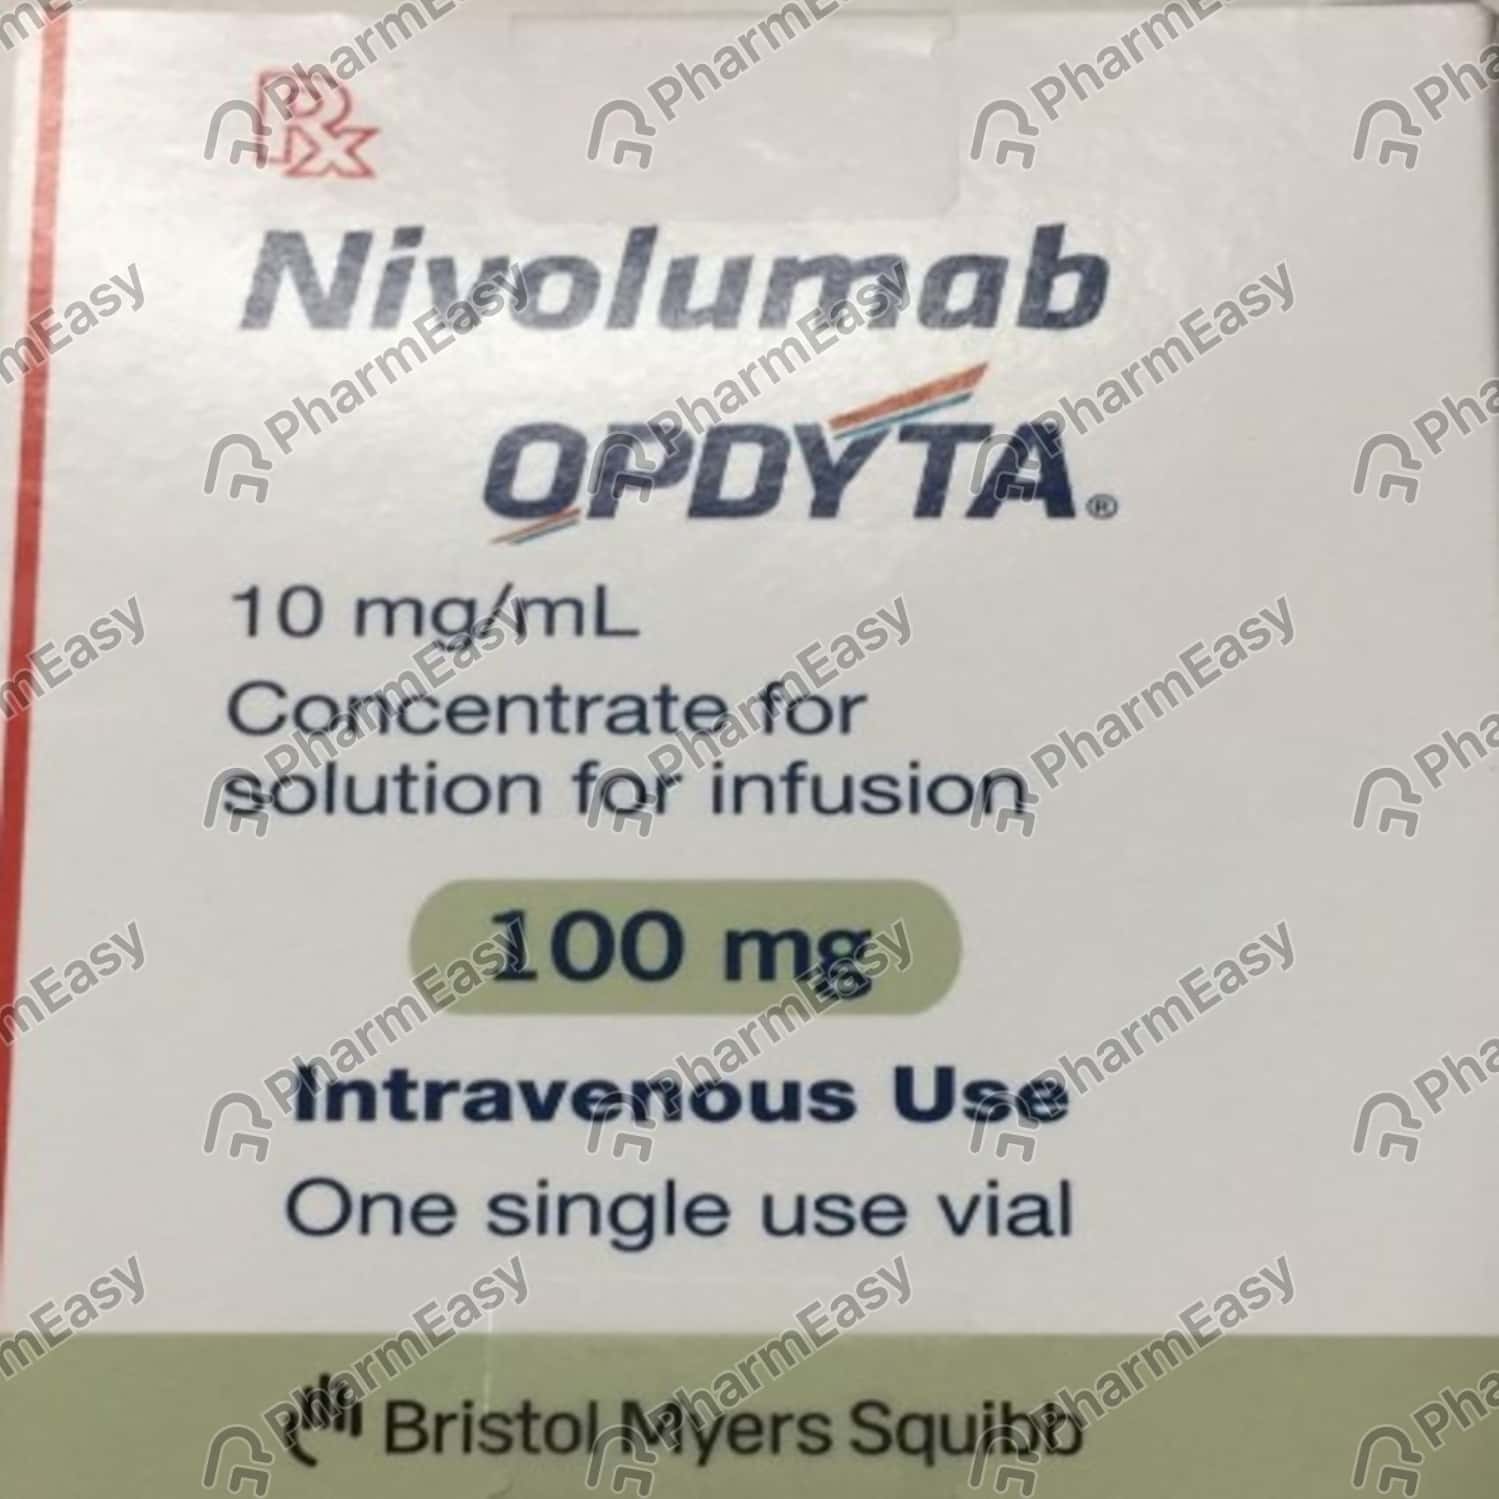 Rx
Nivolumab
OPDYTA®
10 mg/mL
Concentrate for
solution for infusion
100 mg
Intravenous Use
One single use vial
Bristol Myers Squibb
PharmEasy